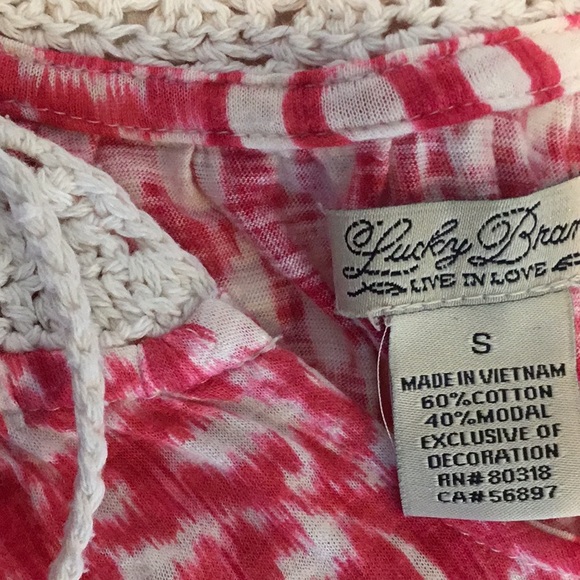 Lucky Bran
LIVE IN LOVE
S
MADE IN VIETNAM
60%COTTON
40%MODAL
EXCLUSIVE OF
DECORATION
RN#80318
CA#56897